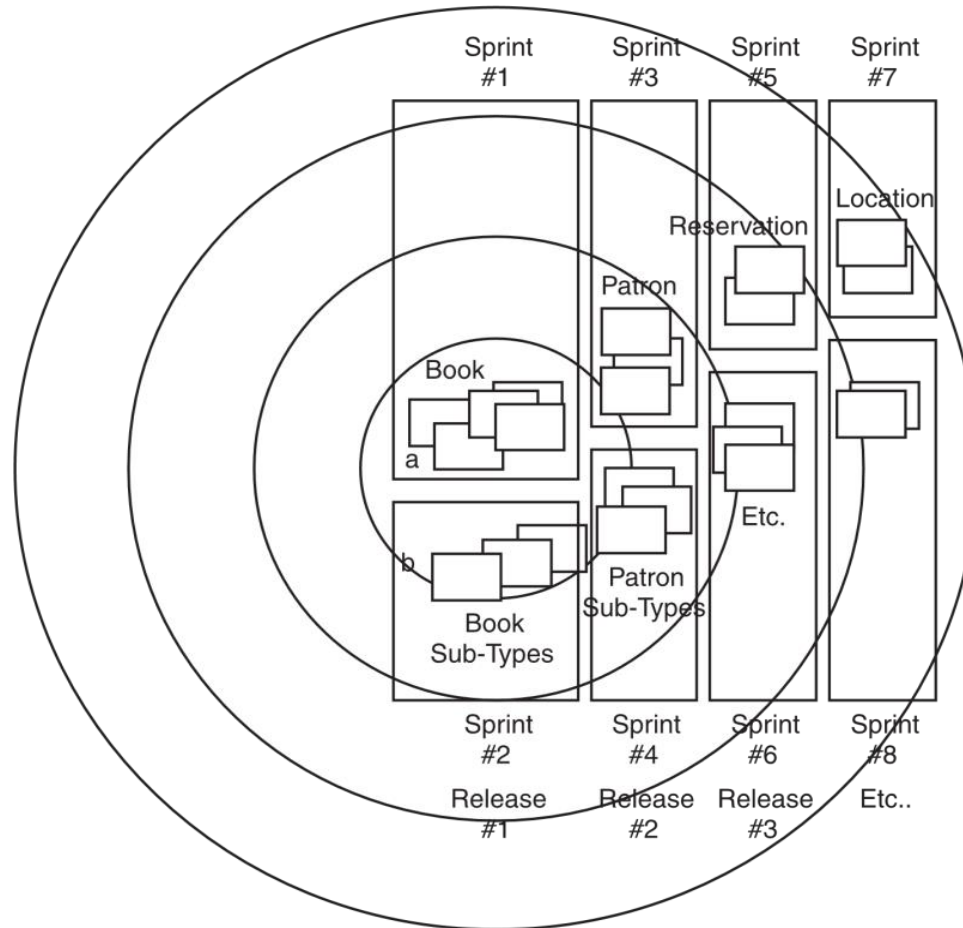 Sprint
#1
Sprint
#3
Sprint
#5
Sprint
#7
Location
Reservation
Patron
Book
a
b
Etc.
Patron
Sub-Types
Book
Sub-Types
Sprint
#2
Sprint
#4
Sprint
#6
Sprint
#8
Release
#1
Release
#2
Release
#3
Etc..